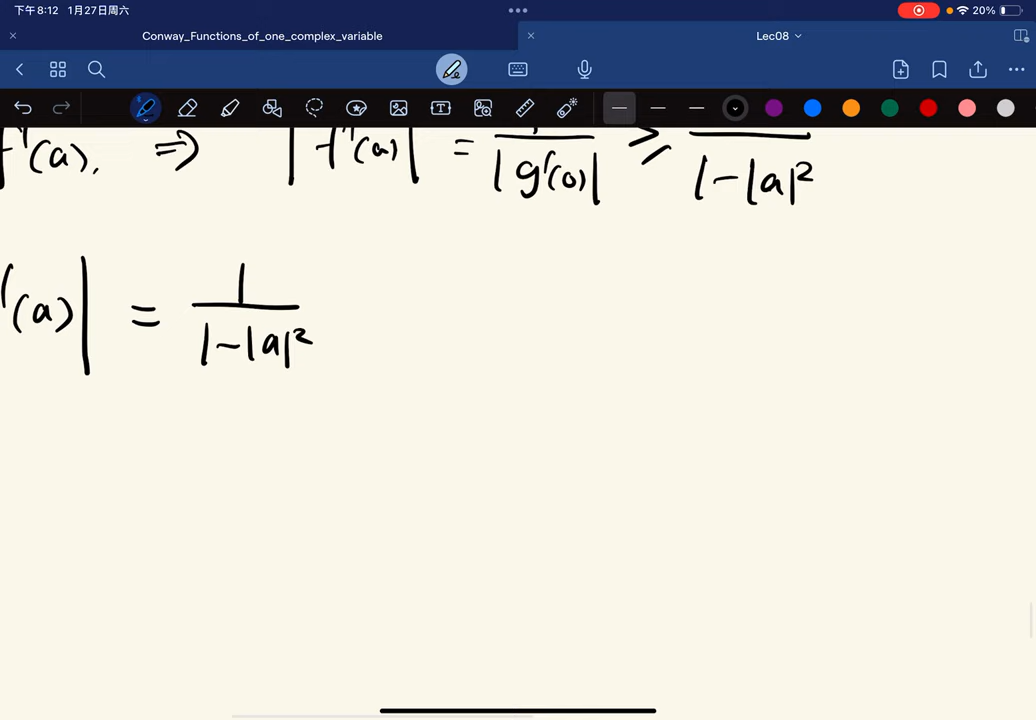 下午8:12 1月27日周六
20%
Conway_Functions_of_one_complex_variable
Lec08
f'(a), ⇒ |f'(a)| = 1/|g'(0)| ≥ 1/(1-|a|²)
'(a)| = 1/(1-|a|²)